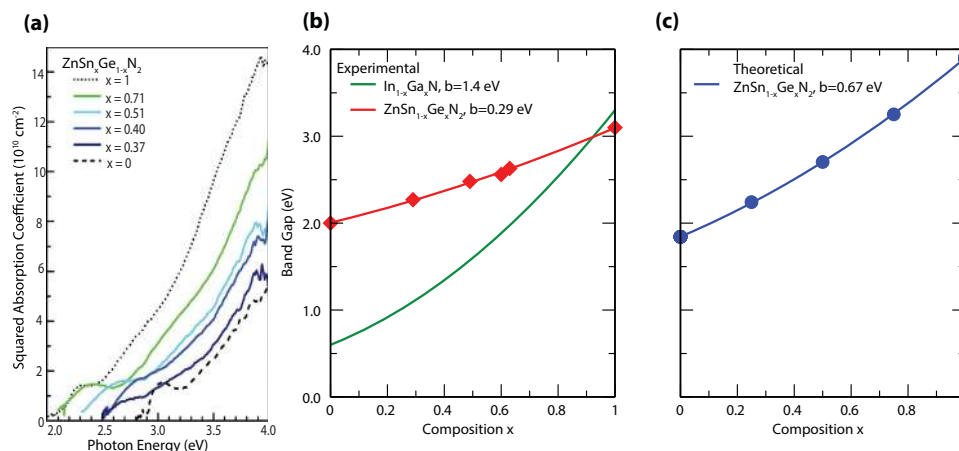 (a)
ZnSnₓGe₁₋ₓN₂
x = 1
x = 0.71
x = 0.51
x = 0.40
x = 0.37
x = 0
14
12
10
8
6
4
2
0
2.0 2.5 3.0 3.5 4.0
Squared Absorption Coefficient (10¹⁰ cm⁻²)
Photon Energy (eV)
(b)
Experimental
In₁₋ₓGaₓN, b=1.4 eV
ZnSn₁₋ₓGeₓN₂, b=0.29 eV
4.0
3.0
2.0
1.0
0.0
0 0.2 0.4 0.6 0.8 1
Band Gap (eV)
Composition x
(c)
Theoretical
ZnSn₁₋ₓGeₓN₂, b=0.67 eV
0 0.2 0.4 0.6 0.8
Composition x